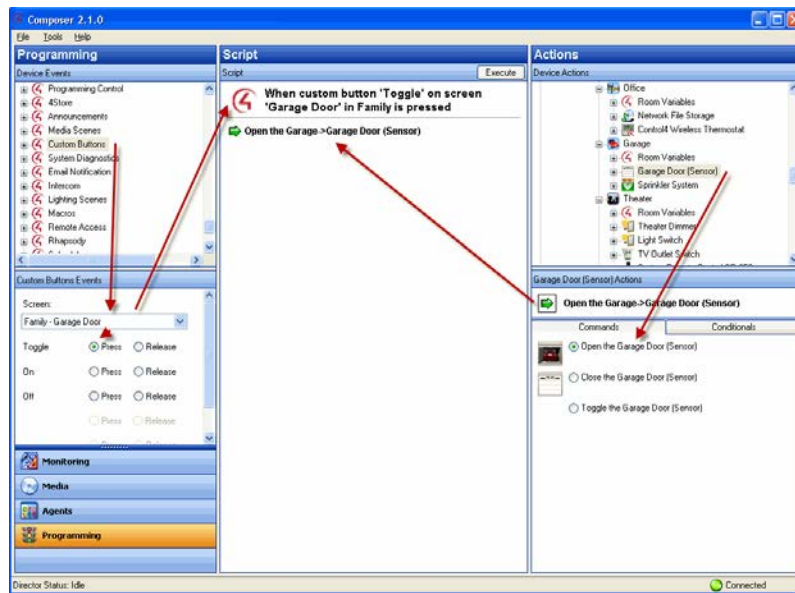 Composer 2.1.0
File Tools Help
Programming
Device Events
Programming Control
4Store
Announcements
Media Scenes
Custom Buttons
System Diagnostics
Email Notification
Intercom
Lighting Scenes
Macros
Remote Access
Rhapsody
Custom Buttons Events
Screen:
Family - Garage Door
Toggle Press Release
On Press Release
Off Press Release
Press Release
Monitoring
Media
Agents
Programming
Director Status: Idle
Script
Script Execute
When custom button 'Toggle' on screen
'Garage Door' in Family is pressed
Open the Garage->Garage Door (Sensor)
Actions
Device Actions
Office
Room Variables
Network File Storage
Control4 Wireless Thermostat
Garage
Room Variables
Garage Door (Sensor)
Sprinkler System
Theater
Room Variables
Theater Dimmer
Light Switch
TV Outlet Switch
Garage Door (Sensor) Actions
Open the Garage->Garage Door (Sensor)
Commands Conditionals
Open the Garage Door (Sensor)
Close the Garage Door (Sensor)
Toggle the Garage Door (Sensor)
Connected